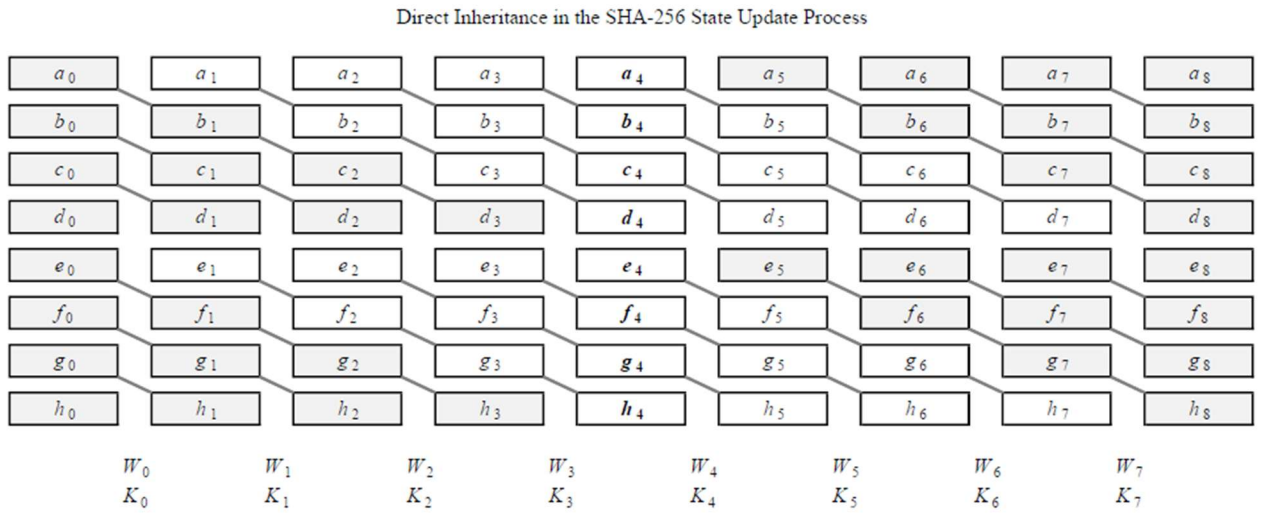 Direct Inheritance in the SHA-256 State Update Process
a0 a1 a2 a3 a4 a5 a6 a7 a8
b0 b1 b2 b3 b4 b5 b6 b7 b8
c0 c1 c2 c3 c4 c5 c6 c7 c8
d0 d1 d2 d3 d4 d5 d6 d7 d8
e0 e1 e2 e3 e4 e5 e6 e7 e8
f0 f1 f2 f3 f4 f5 f6 f7 f8
g0 g1 g2 g3 g4 g5 g6 g7 g8
h0 h1 h2 h3 h4 h5 h6 h7 h8
W0 W1 W2 W3 W4 W5 W6 W7
K0 K1 K2 K3 K4 K5 K6 K7